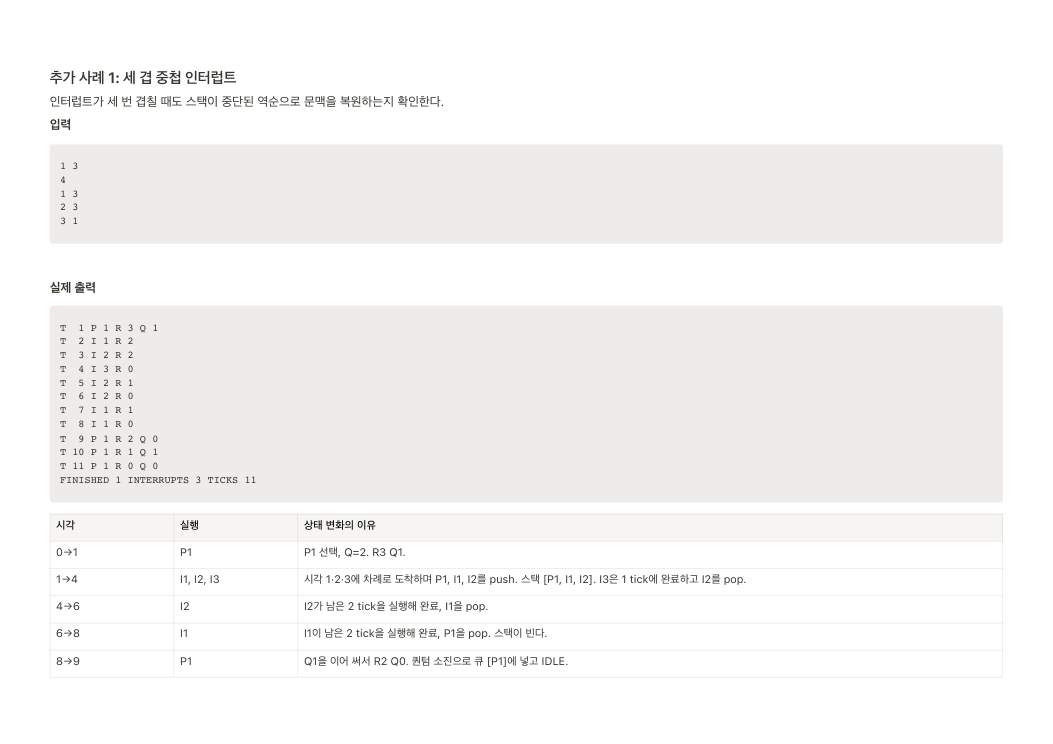 추가 사례 1: 세 겹 중첩 인터럽트
인터럽트가 세 번 겹칠 때도 스택이 중단된 역순으로 문맥을 복원하는지 확인한다.
입력
1 3
4
1 3
2 3
3 1
실제 출력
T  1 P 1 R 3 Q 1
T  2 I 1 R 2
T  3 I 2 R 2
T  4 I 3 R 0
T  5 I 2 R 1
T  6 I 2 R 0
T  7 I 1 R 1
T  8 I 1 R 0
T  9 P 1 R 2 Q 0
T 10 P 1 R 1 Q 1
T 11 P 1 R 0 Q 0
FINISHED 1 INTERRUPTS 3 TICKS 11
시각 실행 상태 변화의 이유
0→1 P1 P1 선택, Q=2. R3 Q1.
1→4 I1, I2, I3 시각 1·2·3에 차례로 도착하며 P1, I1, I2를 push. 스택 [P1, I1, I2]. I3은 1 tick에 완료하고 I2를 pop.
4→6 I2 I2가 남은 2 tick을 실행해 완료, I1을 pop.
6→8 I1 I1이 남은 2 tick을 실행해 완료, P1을 pop. 스택이 빈다.
8→9 P1 Q1을 이어 써서 R2 Q0. 퀀텀 소진으로 큐 [P1]에 넣고 IDLE.